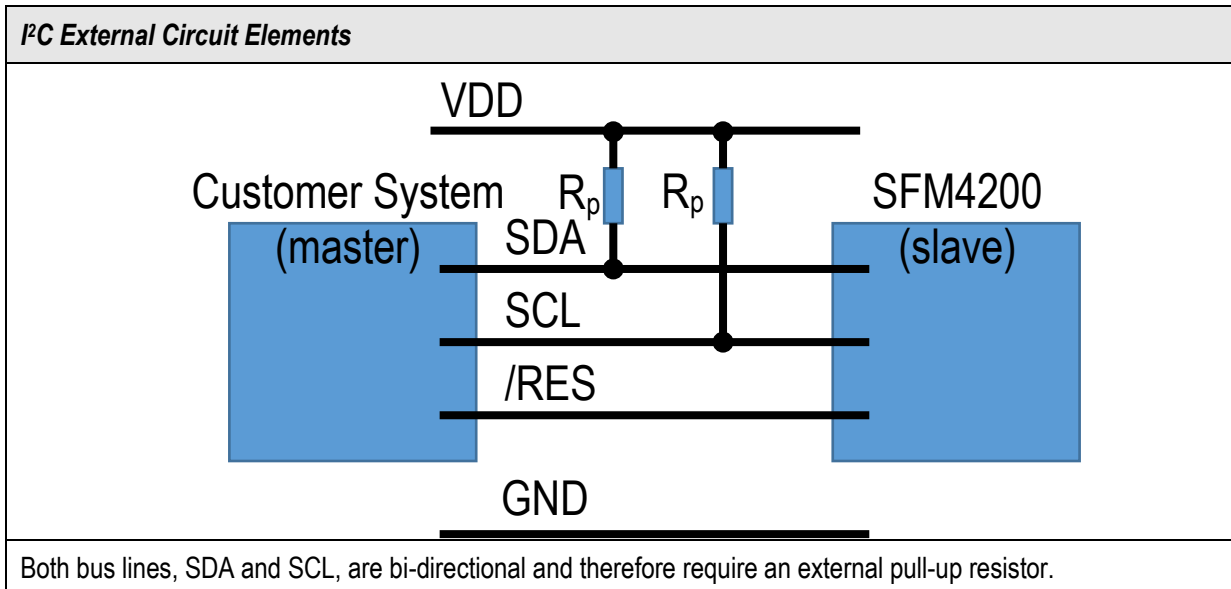 I²C External Circuit Elements
VDD
Customer System
(master)
Rp
Rp
SFM4200
(slave)
SDA
SCL
/RES
GND
Both bus lines, SDA and SCL, are bi-directional and therefore require an external pull-up resistor.